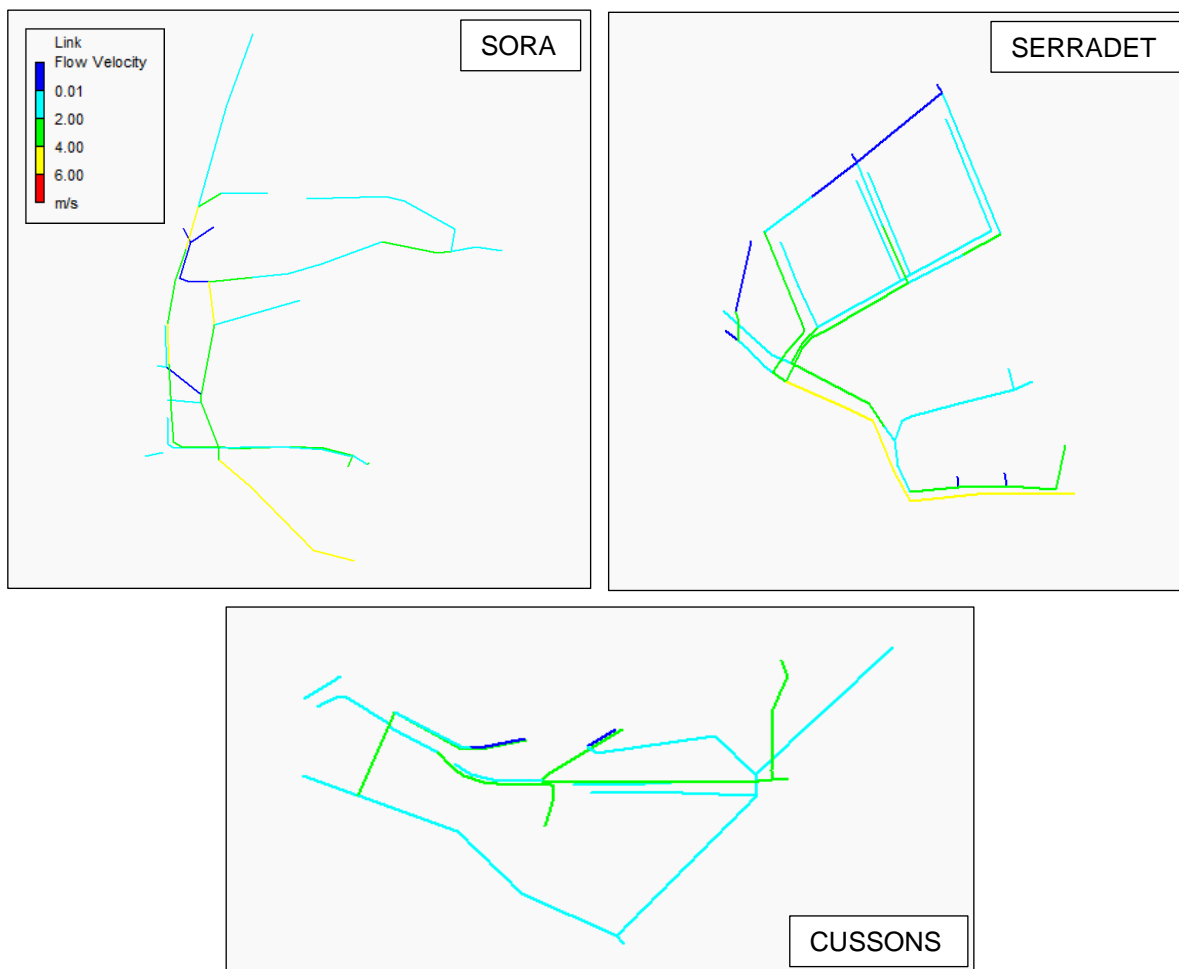 Link
Flow Velocity
0.01
2.00
4.00
6.00
m/s
SORA
SERRADET
CUSSONS